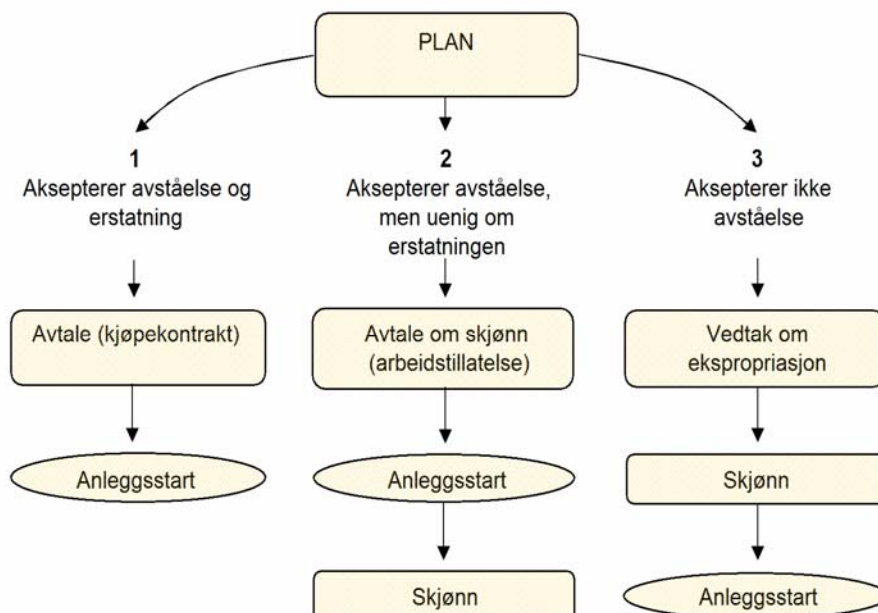 PLAN
1
Aksepterer avståelse og
erstatning
Avtale (kjøpekontrakt)
Anleggsstart
2
Aksepterer avståelse,
men uenig om
erstatningen
Avtale om skjønn
(arbeidstillatelse)
Anleggsstart
Skjønn
3
Aksepterer ikke
avståelse
Vedtak om
ekspropriasjon
Skjønn
Anleggsstart